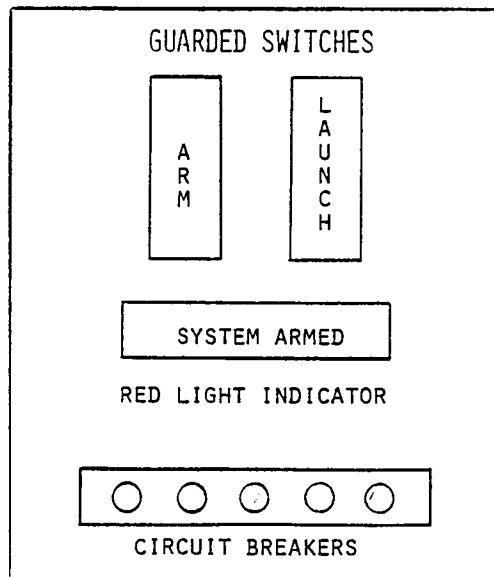 GUARDED SWITCHES
ARM
LAUNCH
SYSTEM ARMED
RED LIGHT INDICATOR
CIRCUIT BREAKERS